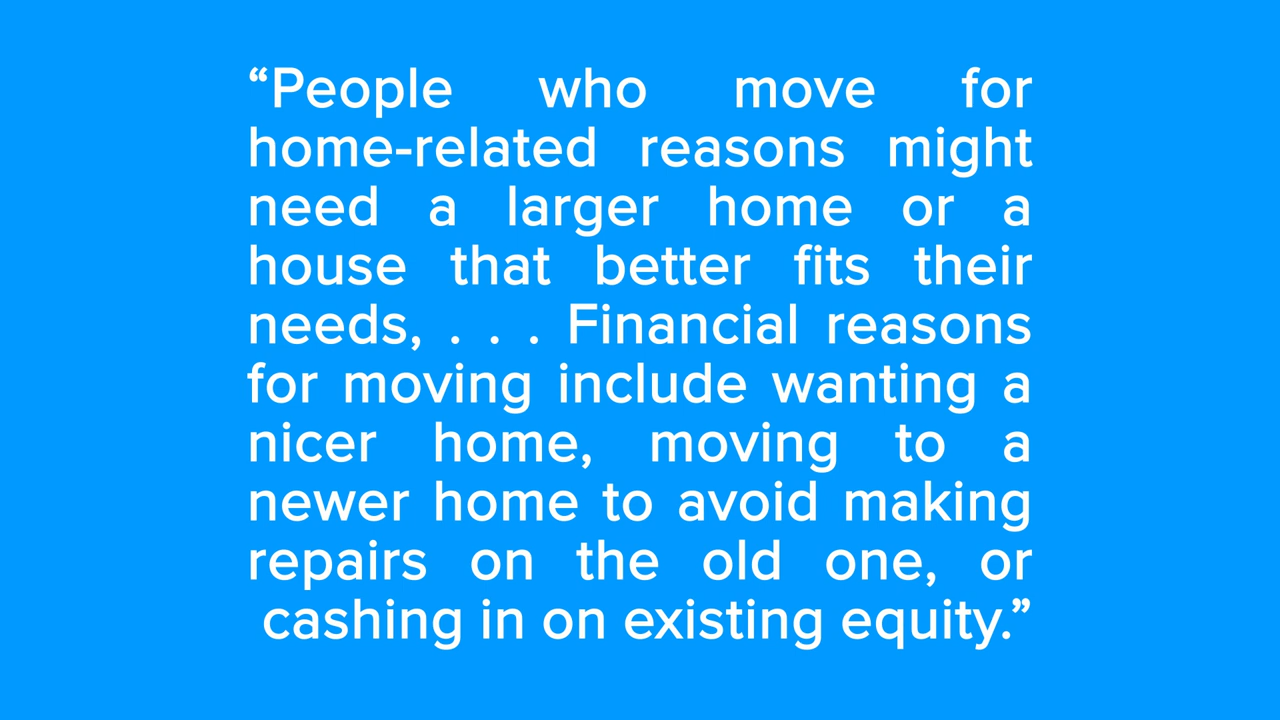 “People who move for
home-related reasons might
need a larger home or a
house that better fits their
needs, . . . Financial reasons
for moving include wanting a
nicer home, moving to a
newer home to avoid making
repairs on the old one, or
cashing in on existing equity.”